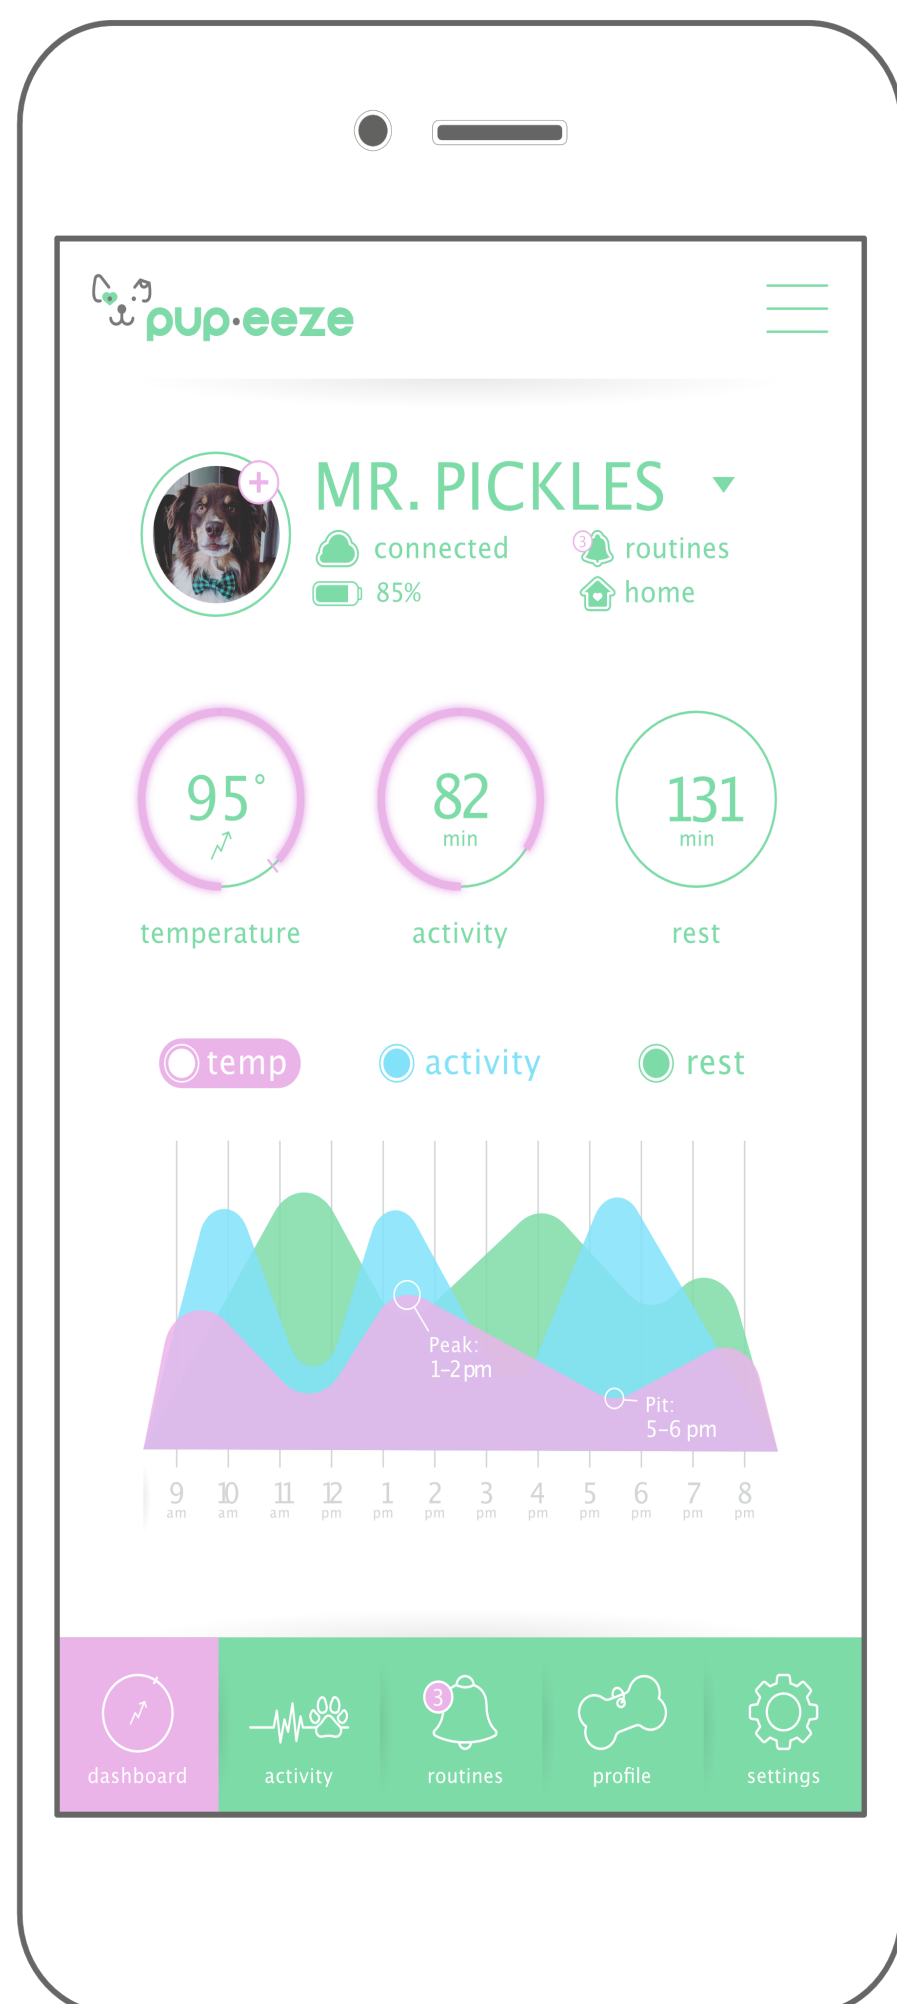 pup·eeze
MR. PICKLES
connected
3
routines
85%
home
95°
82
min
131
min
temperature
activity
rest
temp
activity
rest
Peak:
1-2 pm
Pit:
5-6 pm
9 10 11 12 1 2 3 4 5 6 7 8
am am am pm pm pm pm pm pm pm pm pm
3
dashboard activity routines profile settings